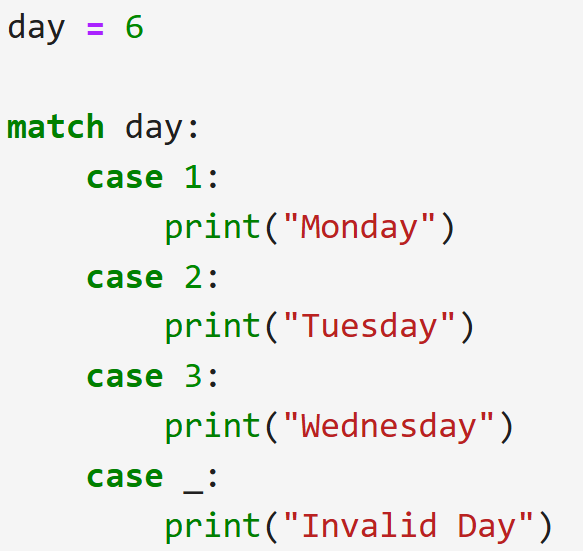 day = 6
match day:
    case 1:
        print("Monday")
    case 2:
        print("Tuesday")
    case 3:
        print("Wednesday")
    case _:
        print("Invalid Day")